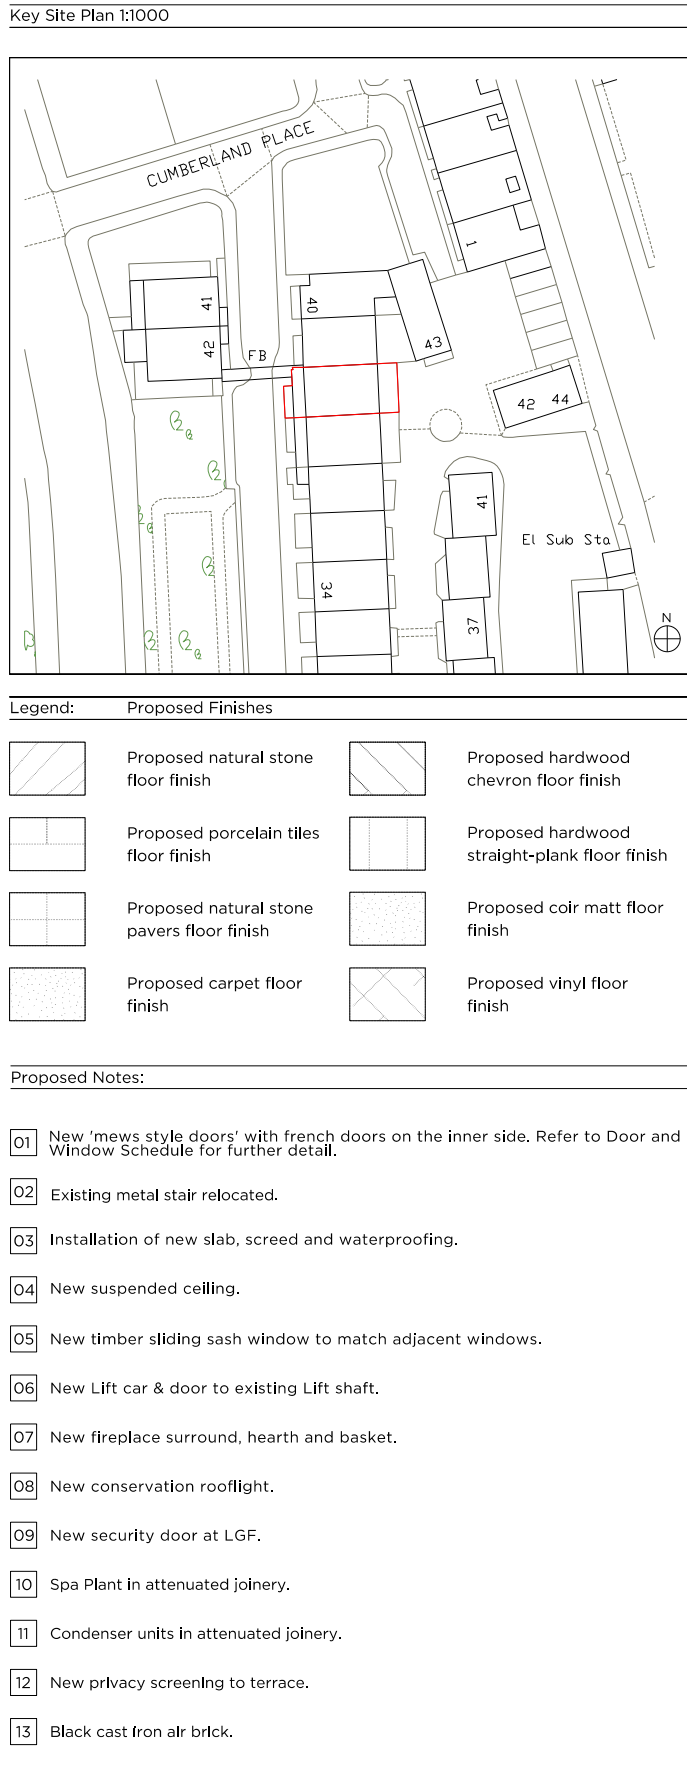 Key Site Plan 1:1000
CUMBERLAND PLACE
1
41
40
42
FB
43
42 44
41
El Sub Sta
34
37
N
Legend: Proposed Finishes
Proposed natural stone
floor finish
Proposed hardwood
chevron floor finish
Proposed porcelain tiles
floor finish
Proposed hardwood
straight-plank floor finish
Proposed natural stone
pavers floor finish
Proposed coir matt floor
finish
Proposed carpet floor
finish
Proposed vinyl floor
finish
Proposed Notes:
01 New 'mews style doors' with french doors on the inner side. Refer to Door and
Window Schedule for further detail.
02 Existing metal stair relocated.
03 Installation of new slab, screed and waterproofing.
04 New suspended ceiling.
05 New timber sliding sash window to match adjacent windows.
06 New Lift car & door to existing Lift shaft.
07 New fireplace surround, hearth and basket.
08 New conservation rooflight.
09 New security door at LGF.
10 Spa Plant in attenuated joinery.
11 Condenser units in attenuated joinery.
12 New privacy screening to terrace.
13 Black cast iron air brick.